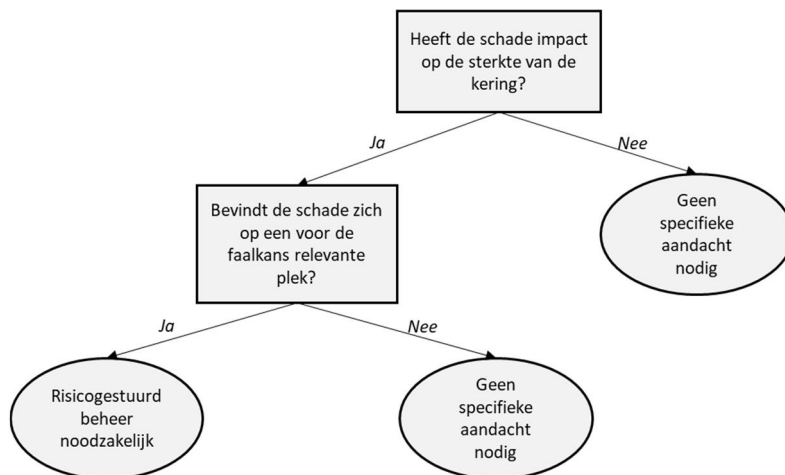 Heeft de schade impact
op de sterkte van de
kering?
Ja
Nee
Bevindt de schade zich
op een voor de
faalkans relevante
plek?
Geen
specifieke
aandacht
nodig
Ja
Nee
Risicogestuurd
beheer
noodzakelijk
Geen
specifieke
aandacht
nodig